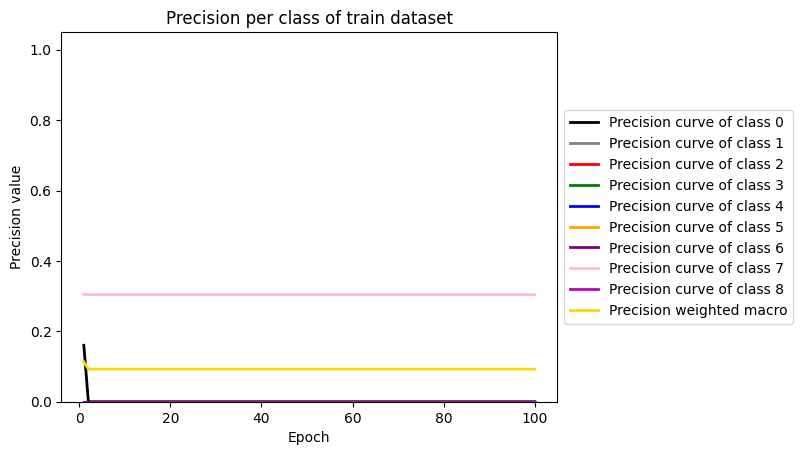 Precision per class of train dataset
1.0
0.8
0.6
0.4
0.2
0.0
Precision value
0
20
40
60
80
100
Epoch
Precision curve of class 0
Precision curve of class 1
Precision curve of class 2
Precision curve of class 3
Precision curve of class 4
Precision curve of class 5
Precision curve of class 6
Precision curve of class 7
Precision curve of class 8
Precision weighted macro